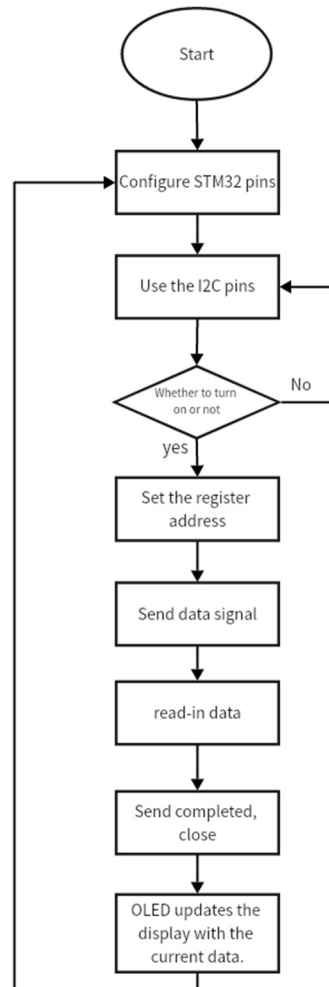 Start
Configure STM32 pins
Use the I2C pins
Whether to turn
on or not
No
yes
Set the register
address
Send data signal
read-in data
Send completed,
close
OLED updates the
display with the
current data.